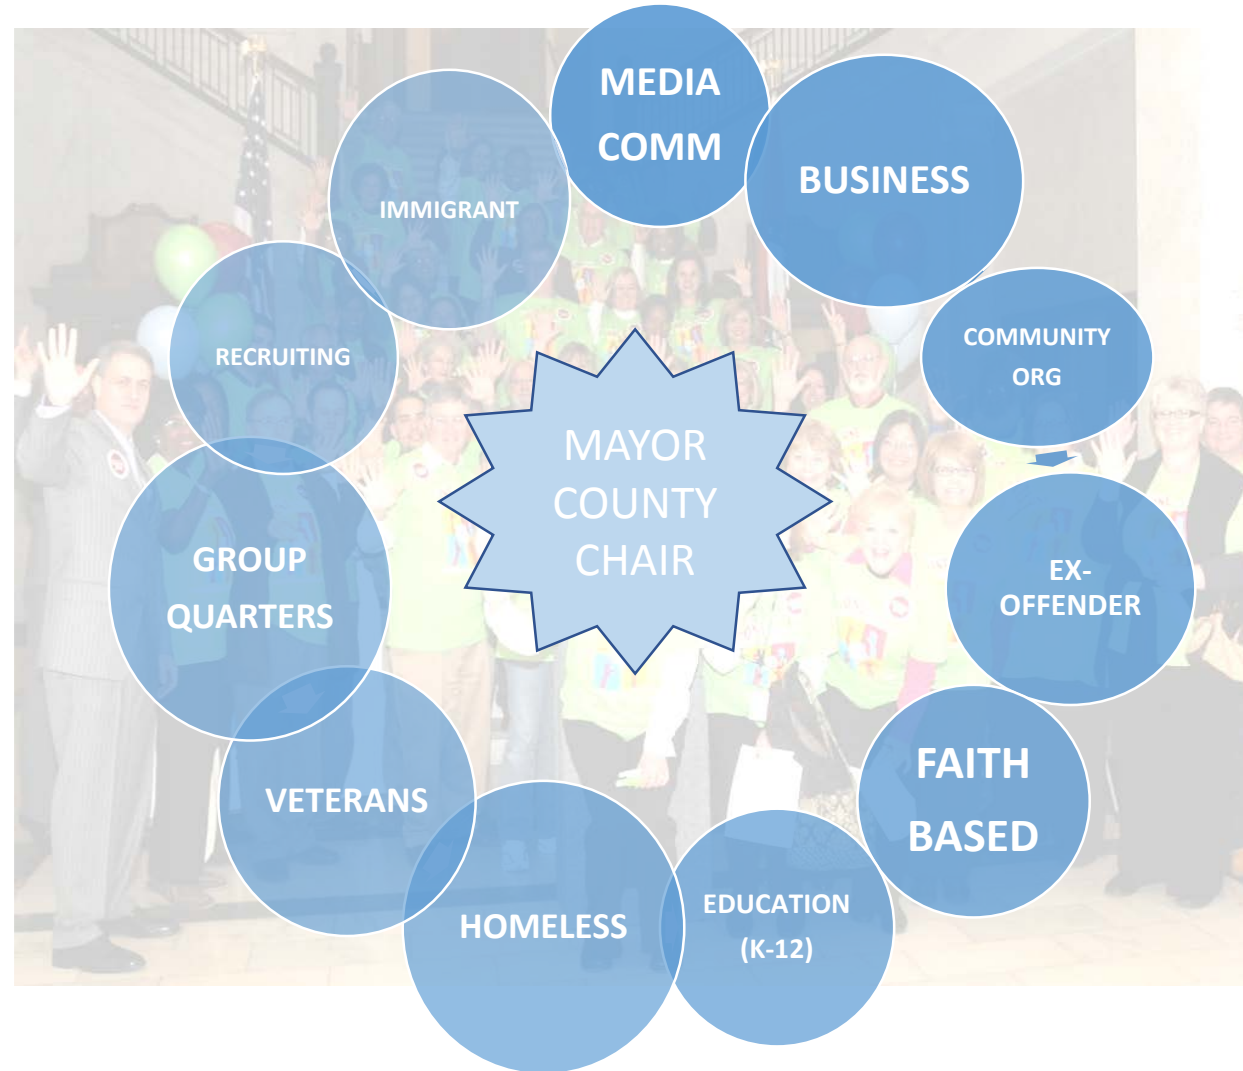 MEDIA
COMM
BUSINESS
IMMIGRANT
COMMUNITY
ORG
RECRUITING
MAYOR
COUNTY
CHAIR
EX-
OFFENDER
GROUP
QUARTERS
FAITH
BASED
VETERANS
EDUCATION
(K-12)
HOMELESS